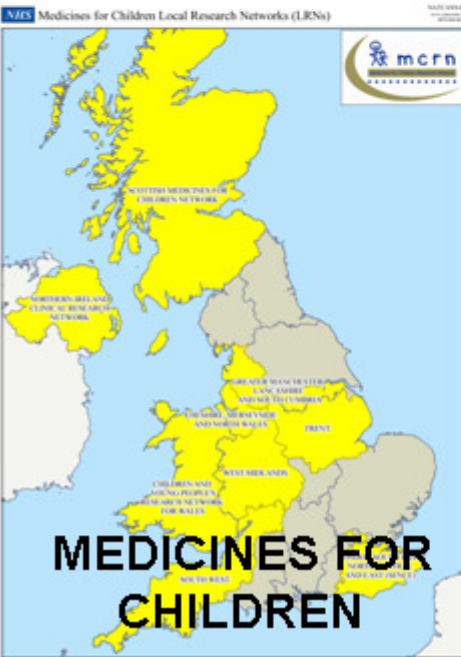 NHS Medicines for Children Local Research Networks (LRNs)
mcrn
SCOTTISH MEDICINES FOR
CHILDREN NETWORK
NORTHERN IRELAND
CLINICAL RESEARCH
NETWORK
GREATER MANCHESTER,
LANCASHIRE
AND SOUTH CUMBRIA
CHESHIRE, MERSEYSIDE
AND NORTH WALES
TRENT
WEST MIDLANDS
CHILDREN AND
YOUNG PEOPLE'S
RESEARCH NETWORK
FOR WALES
SOUTH WEST
AND EAST
MEDICINES FOR
CHILDREN